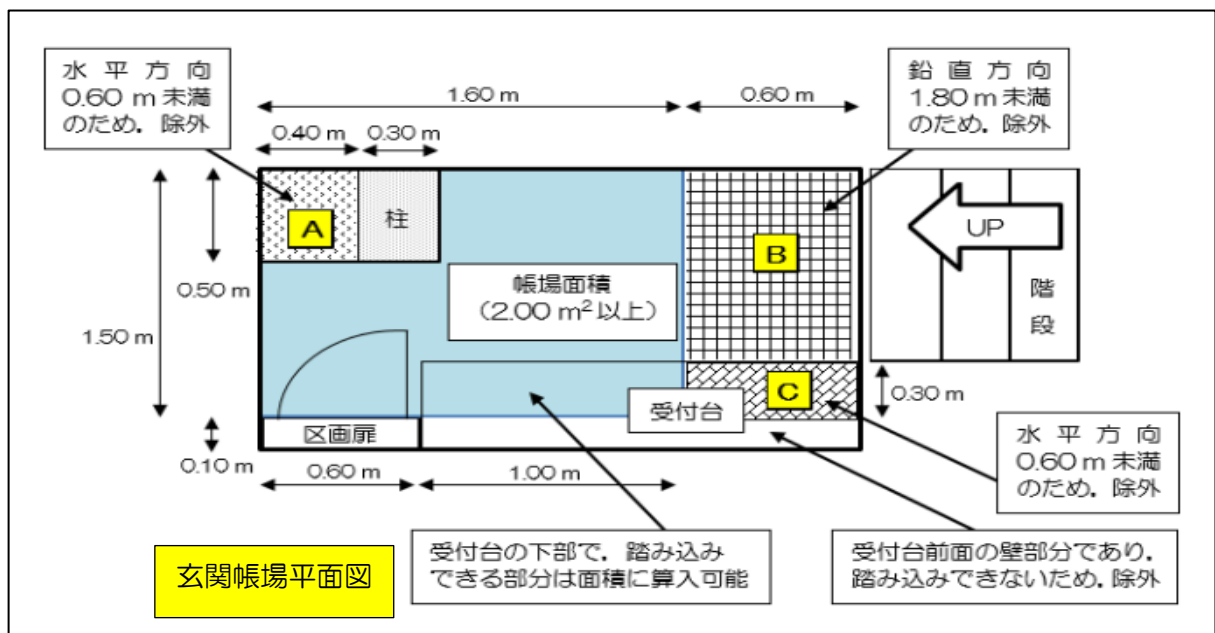 水平方向
0.60 m 未満
のため．除外
鉛直方向
1.80 m 未満
のため．除外
1.60 m
0.60 m
0.40 m
0.30 m
A
柱
B
UP
階
段
帳場面積
（2.00 m²以上）
0.50 m
1.50 m
C
0.30 m
受付台
区画扉
0.10 m
0.60 m
1.00 m
水平方向
0.60 m 未満
のため．除外
玄関帳場平面図
受付台の下部で．踏み込み
できる部分は面積に算入可能
受付台前面の壁部分であり．
踏み込みできないため．除外